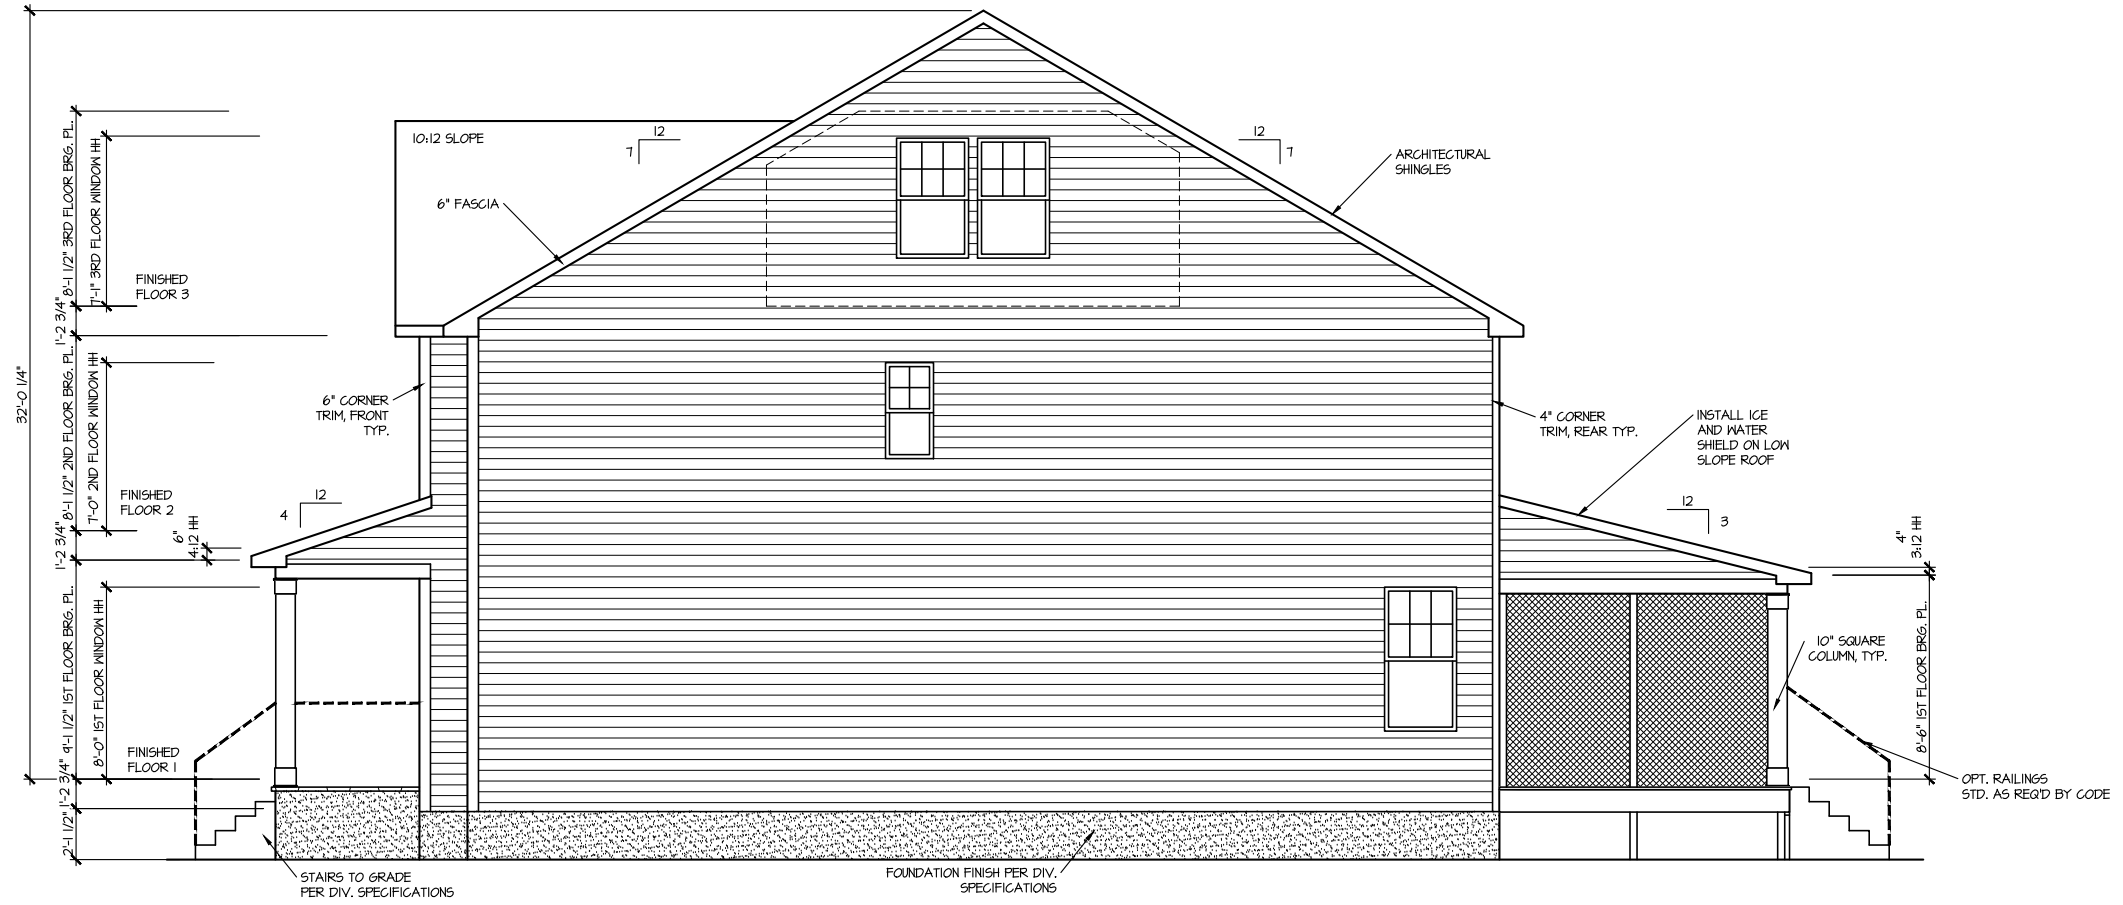 32'-0 1/4"
8'-1 1/2" 3RD FLOOR BRG. PL.
7'-1" 3RD FLOOR WINDOW HH
1'-2 3/4"
8'-1 1/2" 2ND FLOOR BRG. PL.
7'-0" 2ND FLOOR WINDOW HH
1'-2 3/4"
9'-1 1/2" 1ST FLOOR BRG. PL.
8'-0" 1ST FLOOR WINDOW HH
1'-2 3/4"
2'-1 1/2"
FINISHED
FLOOR 3
FINISHED
FLOOR 2
FINISHED
FLOOR 1
6"
4:12 HH
10:12 SLOPE
12
7
12
7
6" FASCIA
ARCHITECTURAL
SHINGLES
6" CORNER
TRIM, FRONT
TYP.
4" CORNER
TRIM, REAR TYP.
INSTALL ICE
AND WATER
SHIELD ON LOW
SLOPE ROOF
12
4
12
3
4"
3:12 HH
8'-6" 1ST FLOOR BRG. PL.
10" SQUARE
COLUMN, TYP.
OPT. RAILINGS
STD. AS REQ'D BY CODE
STAIRS TO GRADE
PER DIV. SPECIFICATIONS
FOUNDATION FINISH PER DIV.
SPECIFICATIONS